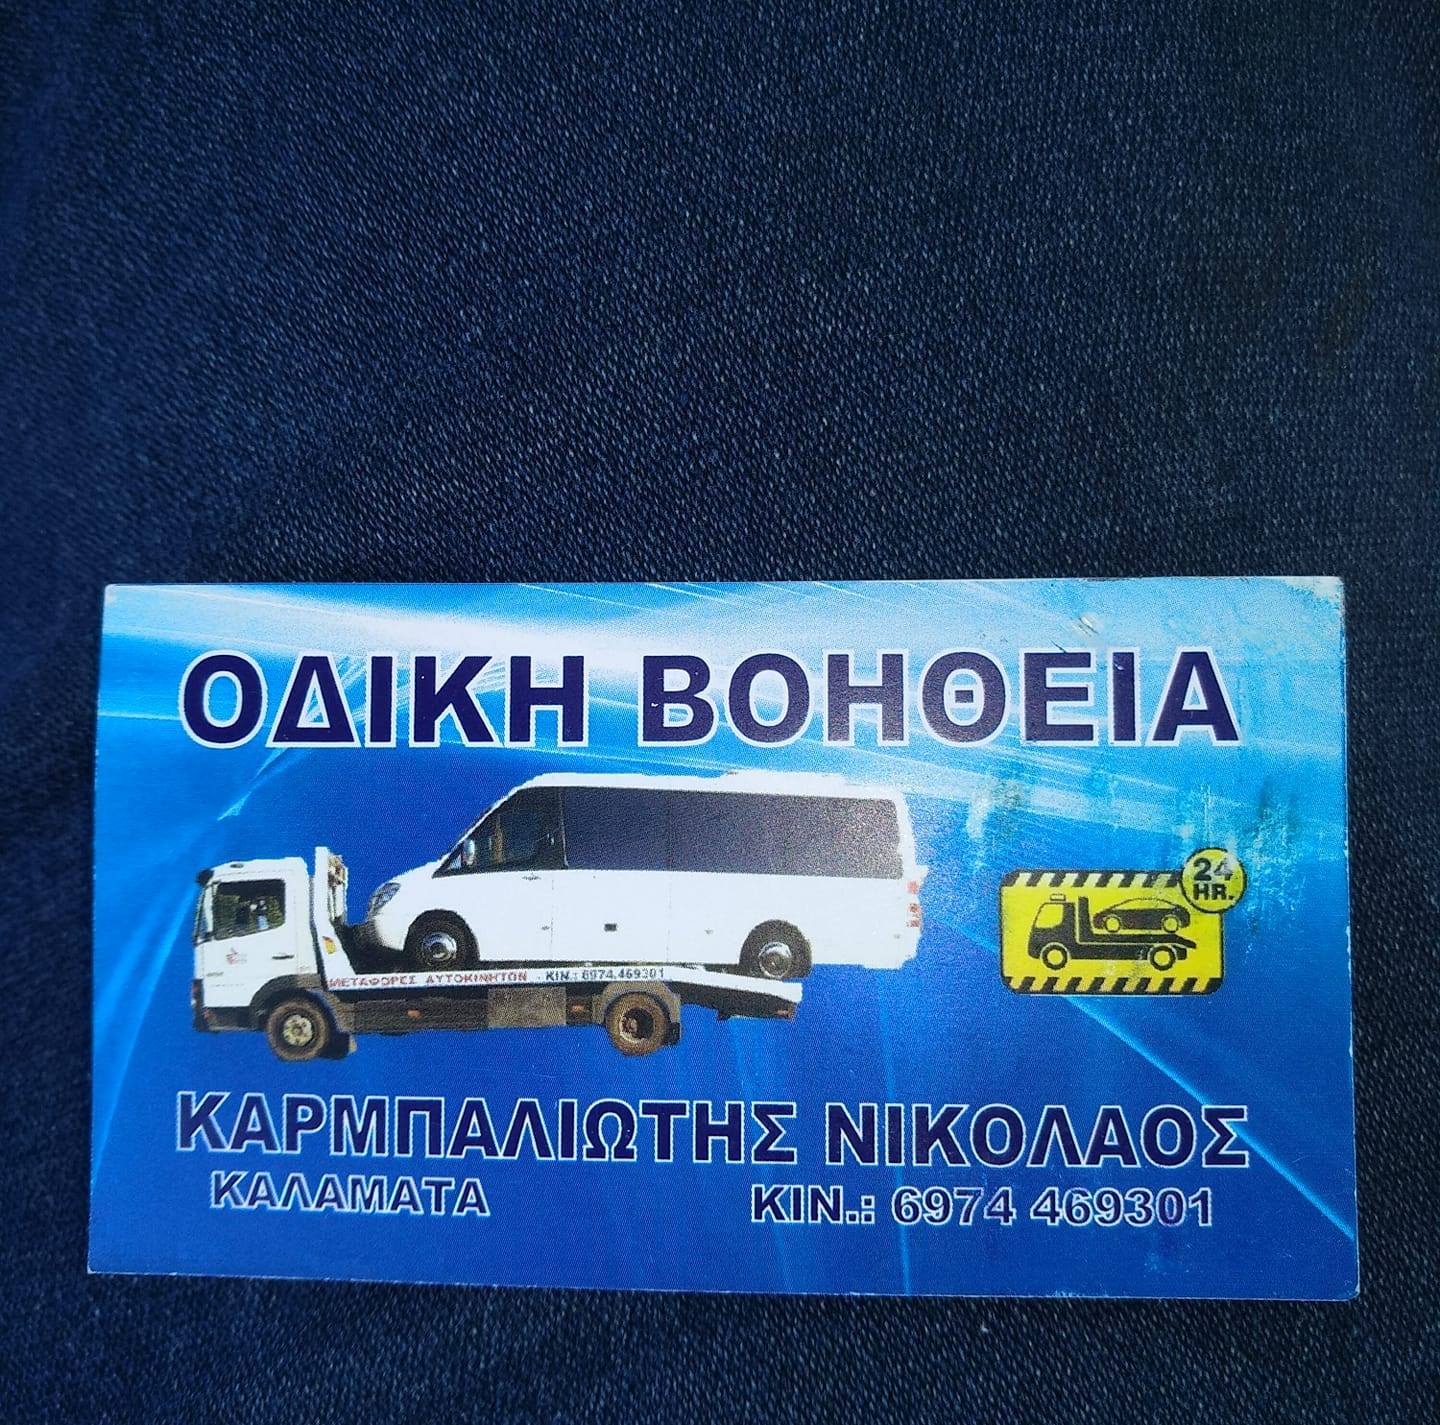 ΟΔΙΚΗ ΒΟΗΘΕΙΑ
24
HR.
ΜΕΤΑΦΟΡΕΣ ΑΥΤΟΚΙΝΗΤΩΝ - ΚΙΝ.: 6974.469301
ΚΑΡΜΠΑΛΙΩΤΗΣ ΝΙΚΟΛΑΟΣ
ΚΑΛΑΜΑΤΑ ΚΙΝ.: 6974 469301